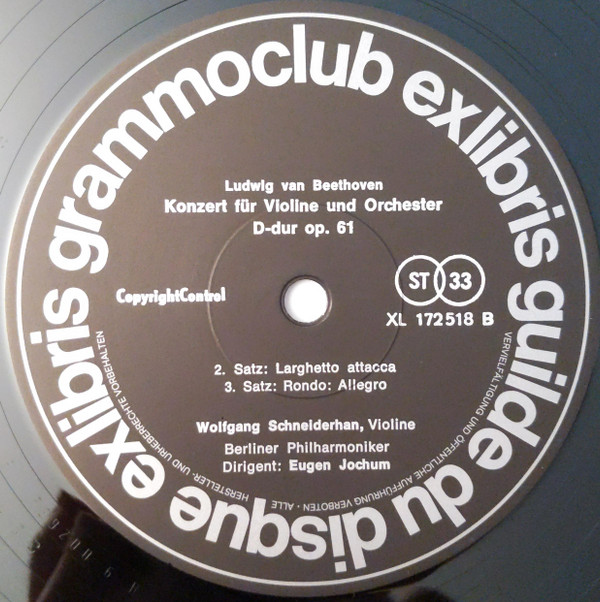 grammoclub exlibris guilde du disque exlibris
Ludwig van Beethoven
Konzert für Violine und Orchester
D-dur op. 61
CopyrightControl
ST 33
XL 172518 B
2. Satz: Larghetto attacca
3. Satz: Rondo: Allegro
Wolfgang Schneiderhan, Violine
Berliner Philharmoniker
Dirigent: Eugen Jochum
ALLE HERSTELLER- UND URHEBERRECHTE VORBEHALTEN
VERVIELFÄLTIGUNG UND ÖFFENTLICHE AUFFÜHRUNG VERBOTEN •